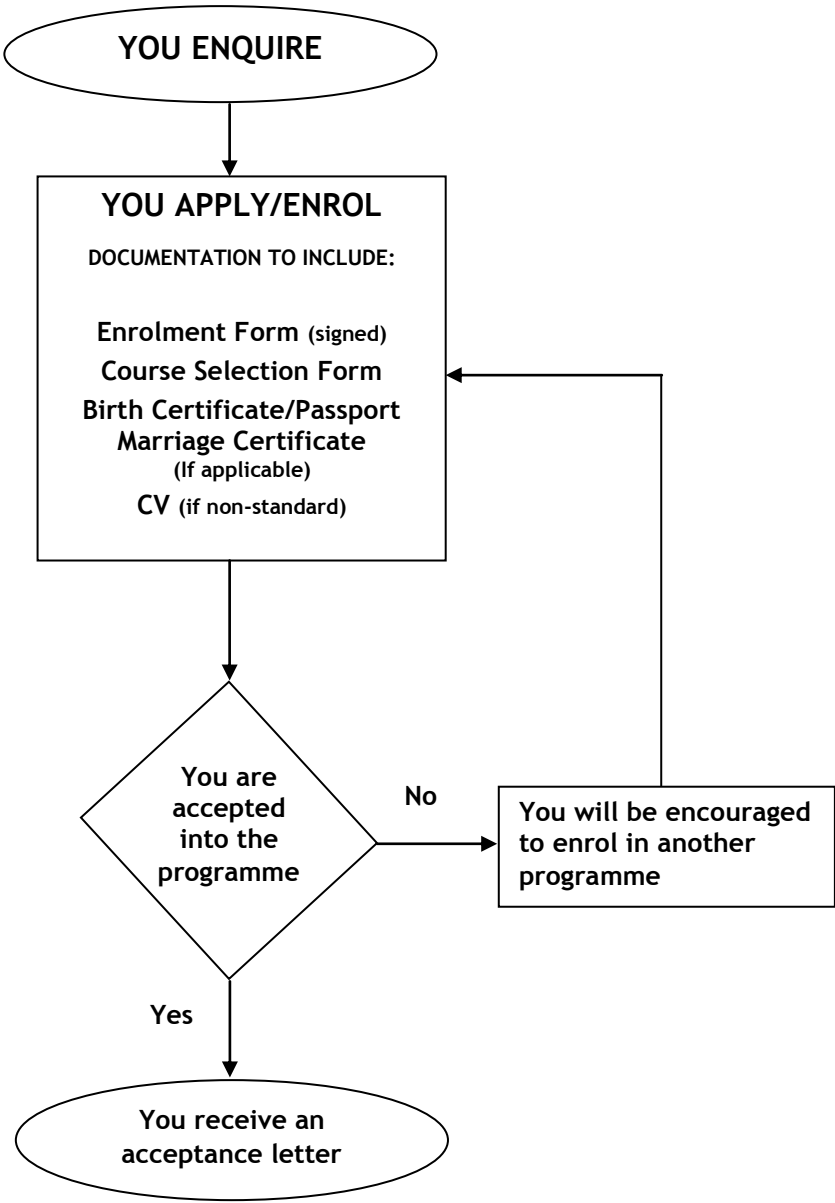 YOU ENQUIRE
YOU APPLY/ENROL
DOCUMENTATION TO INCLUDE:
Enrolment Form (signed)
Course Selection Form
Birth Certificate/Passport
Marriage Certificate
(If applicable)
CV (if non-standard)
You are
accepted
into the
programme
No
You will be encouraged
to enrol in another
programme
Yes
You receive an
acceptance letter